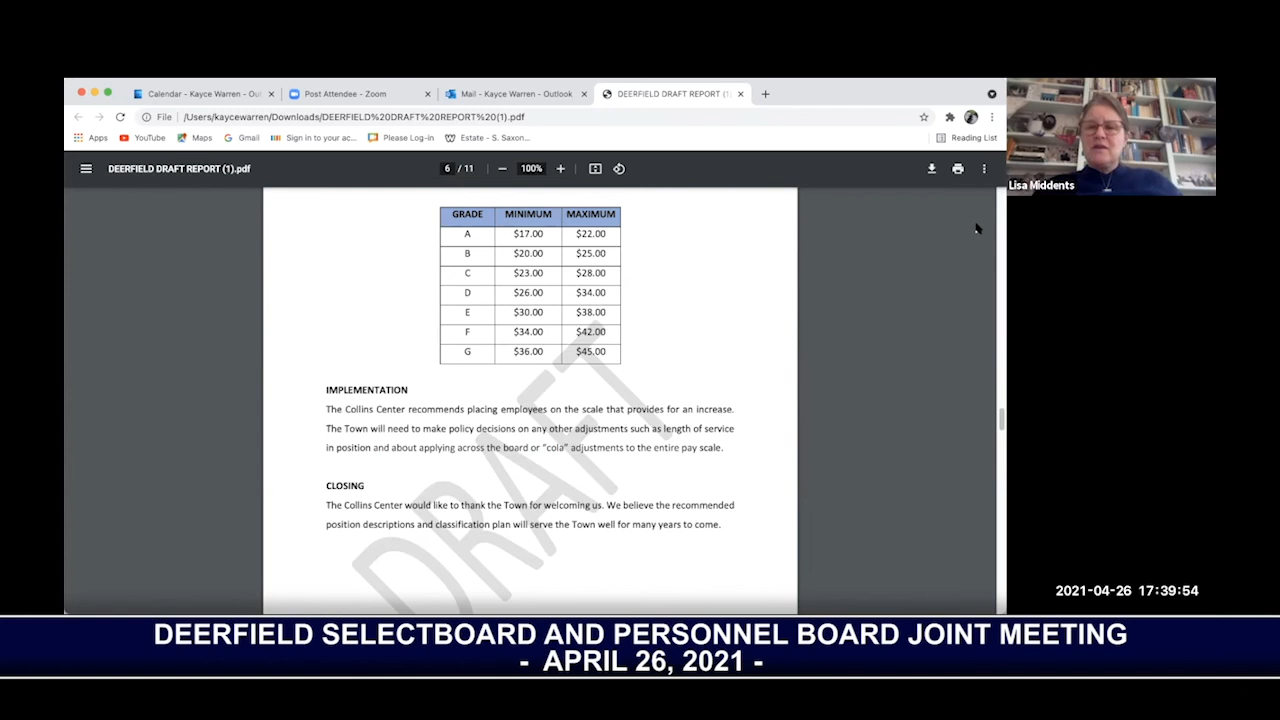 Calendar - Kayce Warren - Out
Post Attendee - Zoom
Mail - Kayce Warren - Outlook
DEERFIELD DRAFT REPORT (1)
File
/Users/kaycewarren/Downloads/DEERFIELD%20DRAFT%20REPORT%20(1).pdf
Apps
YouTube
Maps
Gmail
Sign in to your ac...
Please Log-in
Estate - S. Saxon...
Reading List
DEERFIELD DRAFT REPORT (1).pdf
6 / 11
100%
Lisa Middents
GRADE MINIMUM MAXIMUM
A $17.00 $22.00
B $20.00 $25.00
C $23.00 $28.00
D $26.00 $34.00
E $30.00 $38.00
F $34.00 $42.00
G $36.00 $45.00
IMPLEMENTATION
The Collins Center recommends placing employees on the scale that provides for an increase.
The Town will need to make policy decisions on any other adjustments such as length of service
in position and about applying across the board or “cola” adjustments to the entire pay scale.
CLOSING
The Collins Center would like to thank the Town for welcoming us. We believe the recommended
position descriptions and classification plan will serve the Town well for many years to come.
DRAFT
2021-04-26 17:39:54
DEERFIELD SELECTBOARD AND PERSONNEL BOARD JOINT MEETING
- APRIL 26, 2021 -